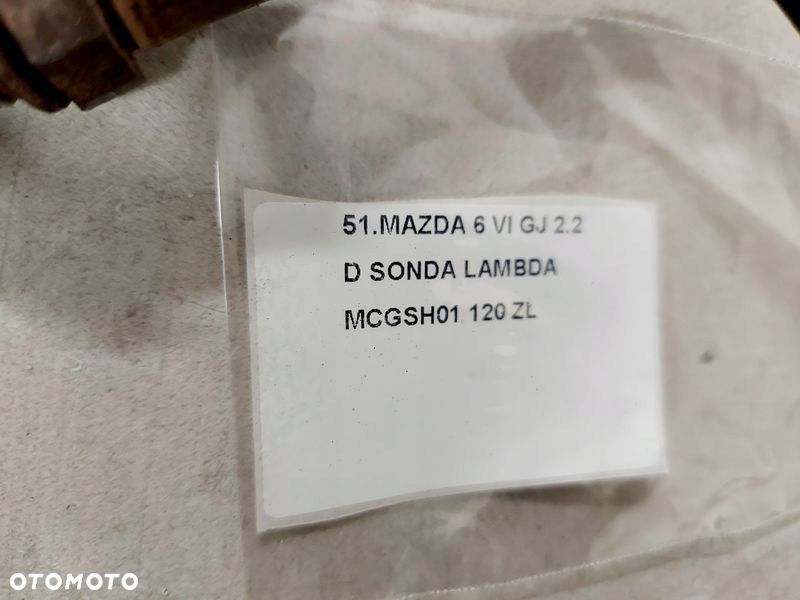 51.MAZDA 6 VI GJ 2.2
D SONDA LAMBDA
MCGSH01 120 ZŁ
OTOMOTO